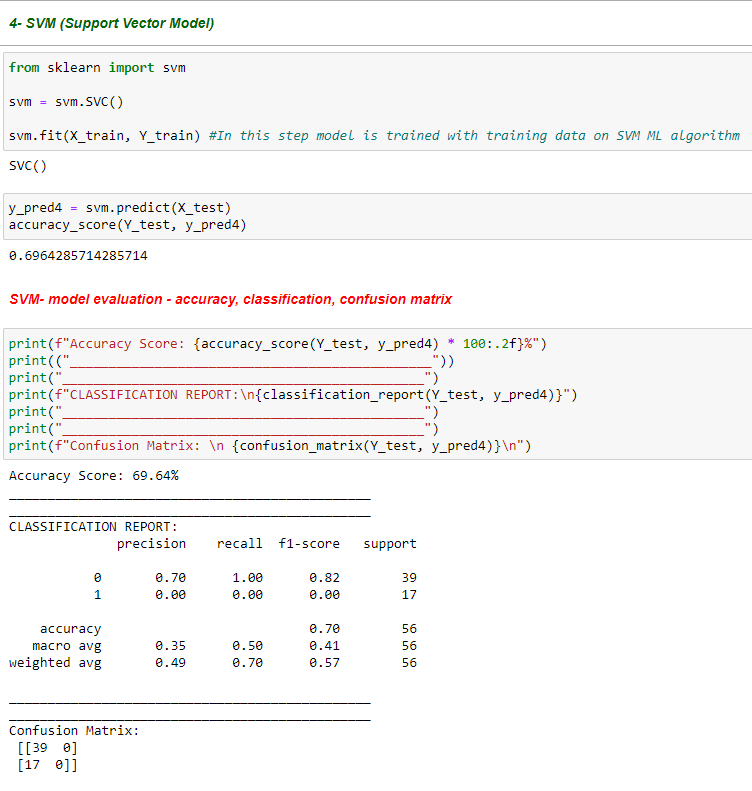 4- SVM (Support Vector Model)
from sklearn import svm
svm = svm.SVC()
svm.fit(X_train, Y_train) #In this step model is trained with training data on SVM ML algorithm
SVC()
y_pred4 = svm.predict(X_test)
accuracy_score(Y_test, y_pred4)
0.6964285714285714
SVM- model evaluation - accuracy, classification, confusion matrix
print(f"Accuracy Score: {accuracy_score(Y_test, y_pred4) * 100:.2f}%")
print(("_______________________________________________"))
print("_______________________________________________")
print(f"CLASSIFICATION REPORT:\n{classification_report(Y_test, y_pred4)}")
print("_______________________________________________")
print("_______________________________________________")
print(f"Confusion Matrix: \n {confusion_matrix(Y_test, y_pred4)}\n")
Accuracy Score: 69.64%
_______________________________________________
_______________________________________________
CLASSIFICATION REPORT:
              precision    recall  f1-score   support
           0       0.70      1.00      0.82        39
           1       0.00      0.00      0.00        17
    accuracy                           0.70        56
   macro avg       0.35      0.50      0.41        56
weighted avg       0.49      0.70      0.57        56
_______________________________________________
_______________________________________________
Confusion Matrix:
 [[39  0]
 [17  0]]